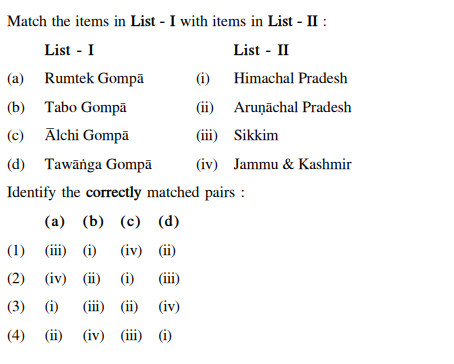 Match the items in List - I with items in List - II :
List - I List - II
(a) Rumtek Gompā (i) Himachal Pradesh
(b) Tabo Gompā (ii) Aruṇāchal Pradesh
(c) Ālchi Gompā (iii) Sikkim
(d) Tawāṅga Gompā (iv) Jammu & Kashmir
Identify the correctly matched pairs :
(a) (b) (c) (d)
(1) (iii) (i) (iv) (ii)
(2) (iv) (ii) (i) (iii)
(3) (i) (iii) (ii) (iv)
(4) (ii) (iv) (iii) (i)